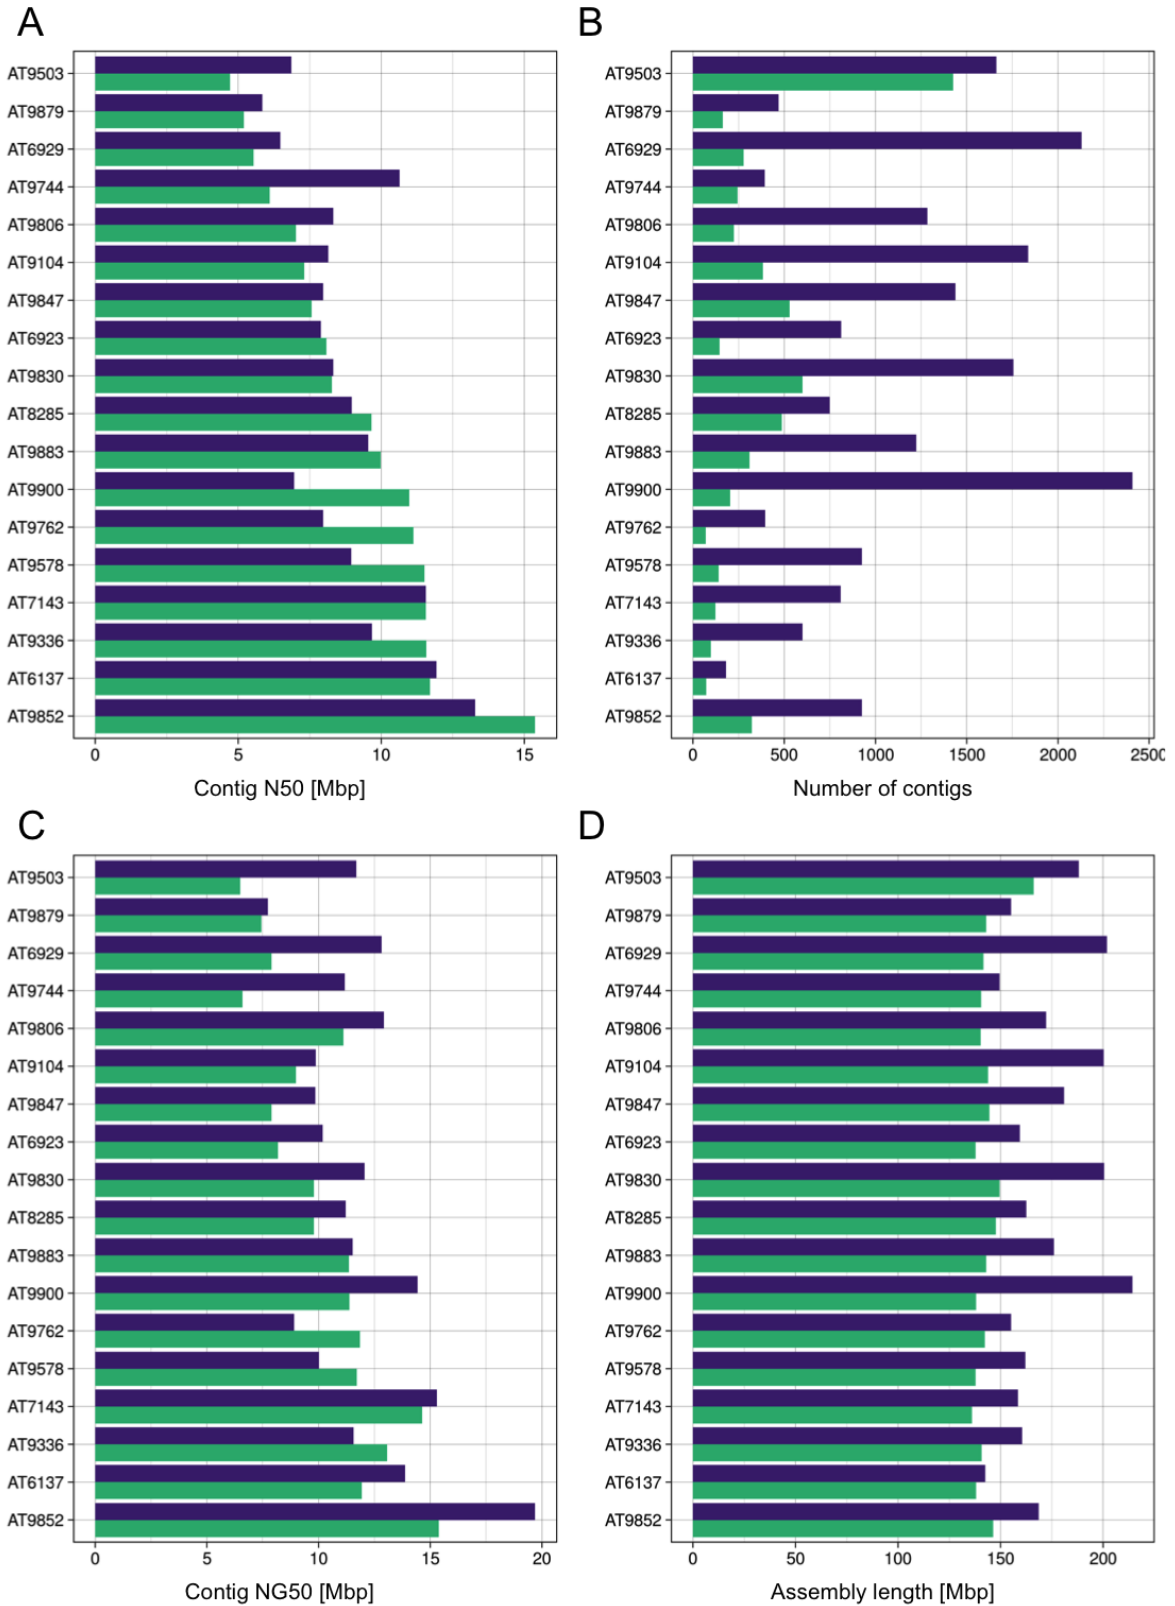 A
AT9503
AT9879
AT6929
AT9744
AT9806
AT9104
AT9847
AT6923
AT9830
AT8285
AT9883
AT9900
AT9762
AT9578
AT7143
AT9336
AT6137
AT9852
0 5 10 15
Contig N50 [Mbp]
B
AT9503
AT9879
AT6929
AT9744
AT9806
AT9104
AT9847
AT6923
AT9830
AT8285
AT9883
AT9900
AT9762
AT9578
AT7143
AT9336
AT6137
AT9852
0 500 1000 1500 2000 2500
Number of contigs
C
AT9503
AT9879
AT6929
AT9744
AT9806
AT9104
AT9847
AT6923
AT9830
AT8285
AT9883
AT9900
AT9762
AT9578
AT7143
AT9336
AT6137
AT9852
0 5 10 15 20
Contig NG50 [Mbp]
D
AT9503
AT9879
AT6929
AT9744
AT9806
AT9104
AT9847
AT6923
AT9830
AT8285
AT9883
AT9900
AT9762
AT9578
AT7143
AT9336
AT6137
AT9852
0 50 100 150 200
Assembly length [Mbp]